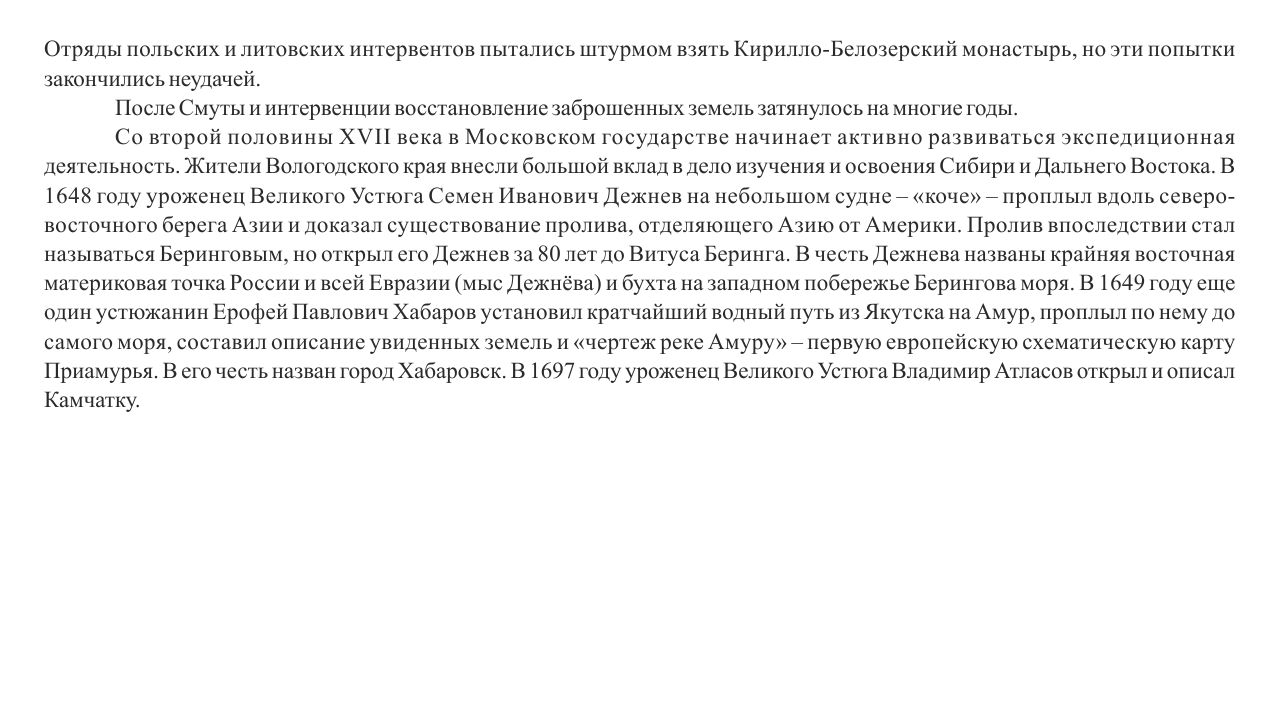 Отряды польских и литовских интервентов пытались штурмом взять Кирилло-Белозерский монастырь, но эти попытки
закончились неудачей.
После Смуты и интервенции восстановление заброшенных земель затянулось на многие годы.
Со второй половины XVII века в Московском государстве начинает активно развиваться экспедиционная
деятельность. Жители Вологодского края внесли большой вклад в дело изучения и освоения Сибири и Дальнего Востока. В
1648 году уроженец Великого Устюга Семен Иванович Дежнев на небольшом судне – «коче» – проплыл вдоль северо-
восточного берега Азии и доказал существование пролива, отделяющего Азию от Америки. Пролив впоследствии стал
называться Беринговым, но открыл его Дежнев за 80 лет до Витуса Беринга. В честь Дежнева названы крайняя восточная
материковая точка России и всей Евразии (мыс Дежнёва) и бухта на западном побережье Берингова моря. В 1649 году еще
один устюжанин Ерофей Павлович Хабаров установил кратчайший водный путь из Якутска на Амур, проплыл по нему до
самого моря, составил описание увиденных земель и «чертеж реке Амуру» – первую европейскую схематическую карту
Приамурья. В его честь назван город Хабаровск. В 1697 году уроженец Великого Устюга Владимир Атласов открыл и описал
Камчатку.